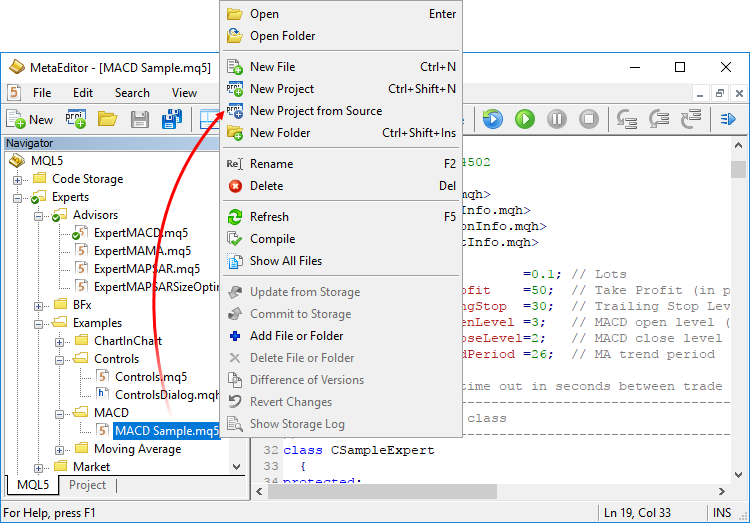 Open Enter
Open Folder
New File Ctrl+N
New Project Ctrl+Shift+N
New Project from Source
New Folder Ctrl+Shift+Ins
Rename F2
Delete Del
Refresh F5
Compile
Show All Files
Update from Storage
Commit to Storage
Add File or Folder
Delete File or Folder
Difference of Versions
Revert Changes
Show Storage Log
MetaEditor - [MACD Sample.mq5]
File Edit Search View
New
Navigator
MQL5
Code Storage
Experts
Advisors
ExpertMACD.mq5
ExpertMAMA.mq5
ExpertMAPSAR.mq5
ExpertMAPSARSizeOptim
BFx
Examples
ChartInChart
Controls
Controls.mq5
ControlsDialog.mqh
MACD
MACD Sample.mq5
Moving Average
Market
MQL5 Project
4502
.mqh>
nInfo.mqh>
onInfo.mqh>
tInfo.mqh>
=0.1; // Lots
ofit =50; // Take Profit (in p
ngStop =30; // Trailing Stop Leve
enLevel =3; // MACD open level (
oseLevel=2; // MACD close level
dPeriod =26; // MA trend period
time out in seconds between trade
class
32 class CSampleExpert
33 {
34 protected:
For Help, press F1 Ln 19, Col 33 INS